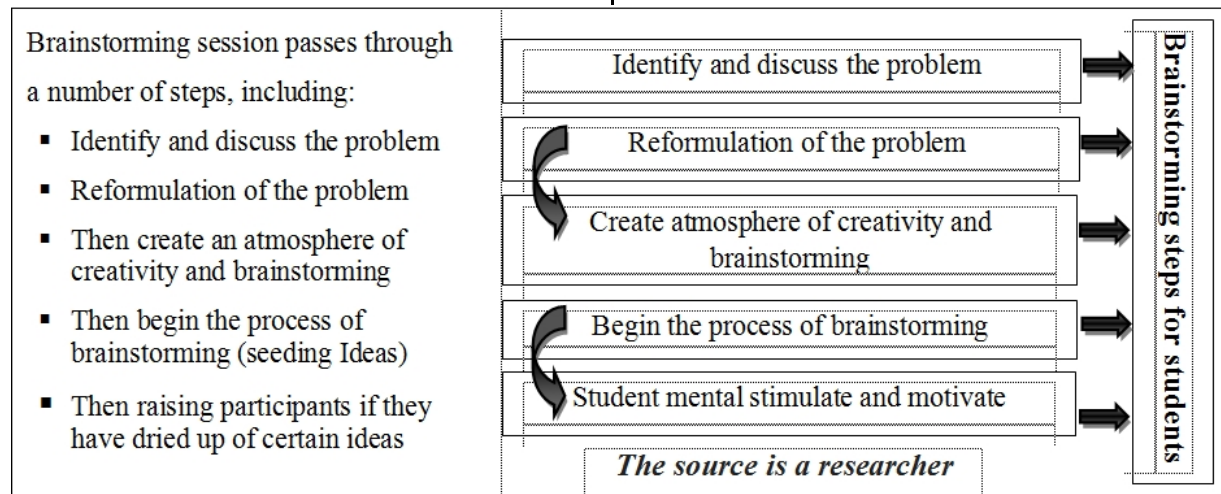 Brainstorming session passes through
a number of steps, including:
▪ Identify and discuss the problem
▪ Reformulation of the problem
▪ Then create an atmosphere of
creativity and brainstorming
▪ Then begin the process of
brainstorming (seeding Ideas)
▪ Then raising participants if they
have dried up of certain ideas
Identify and discuss the problem
Reformulation of the problem
Create atmosphere of creativity and
brainstorming
Begin the process of brainstorming
Student mental stimulate and motivate
The source is a researcher
Brainstorming steps for students